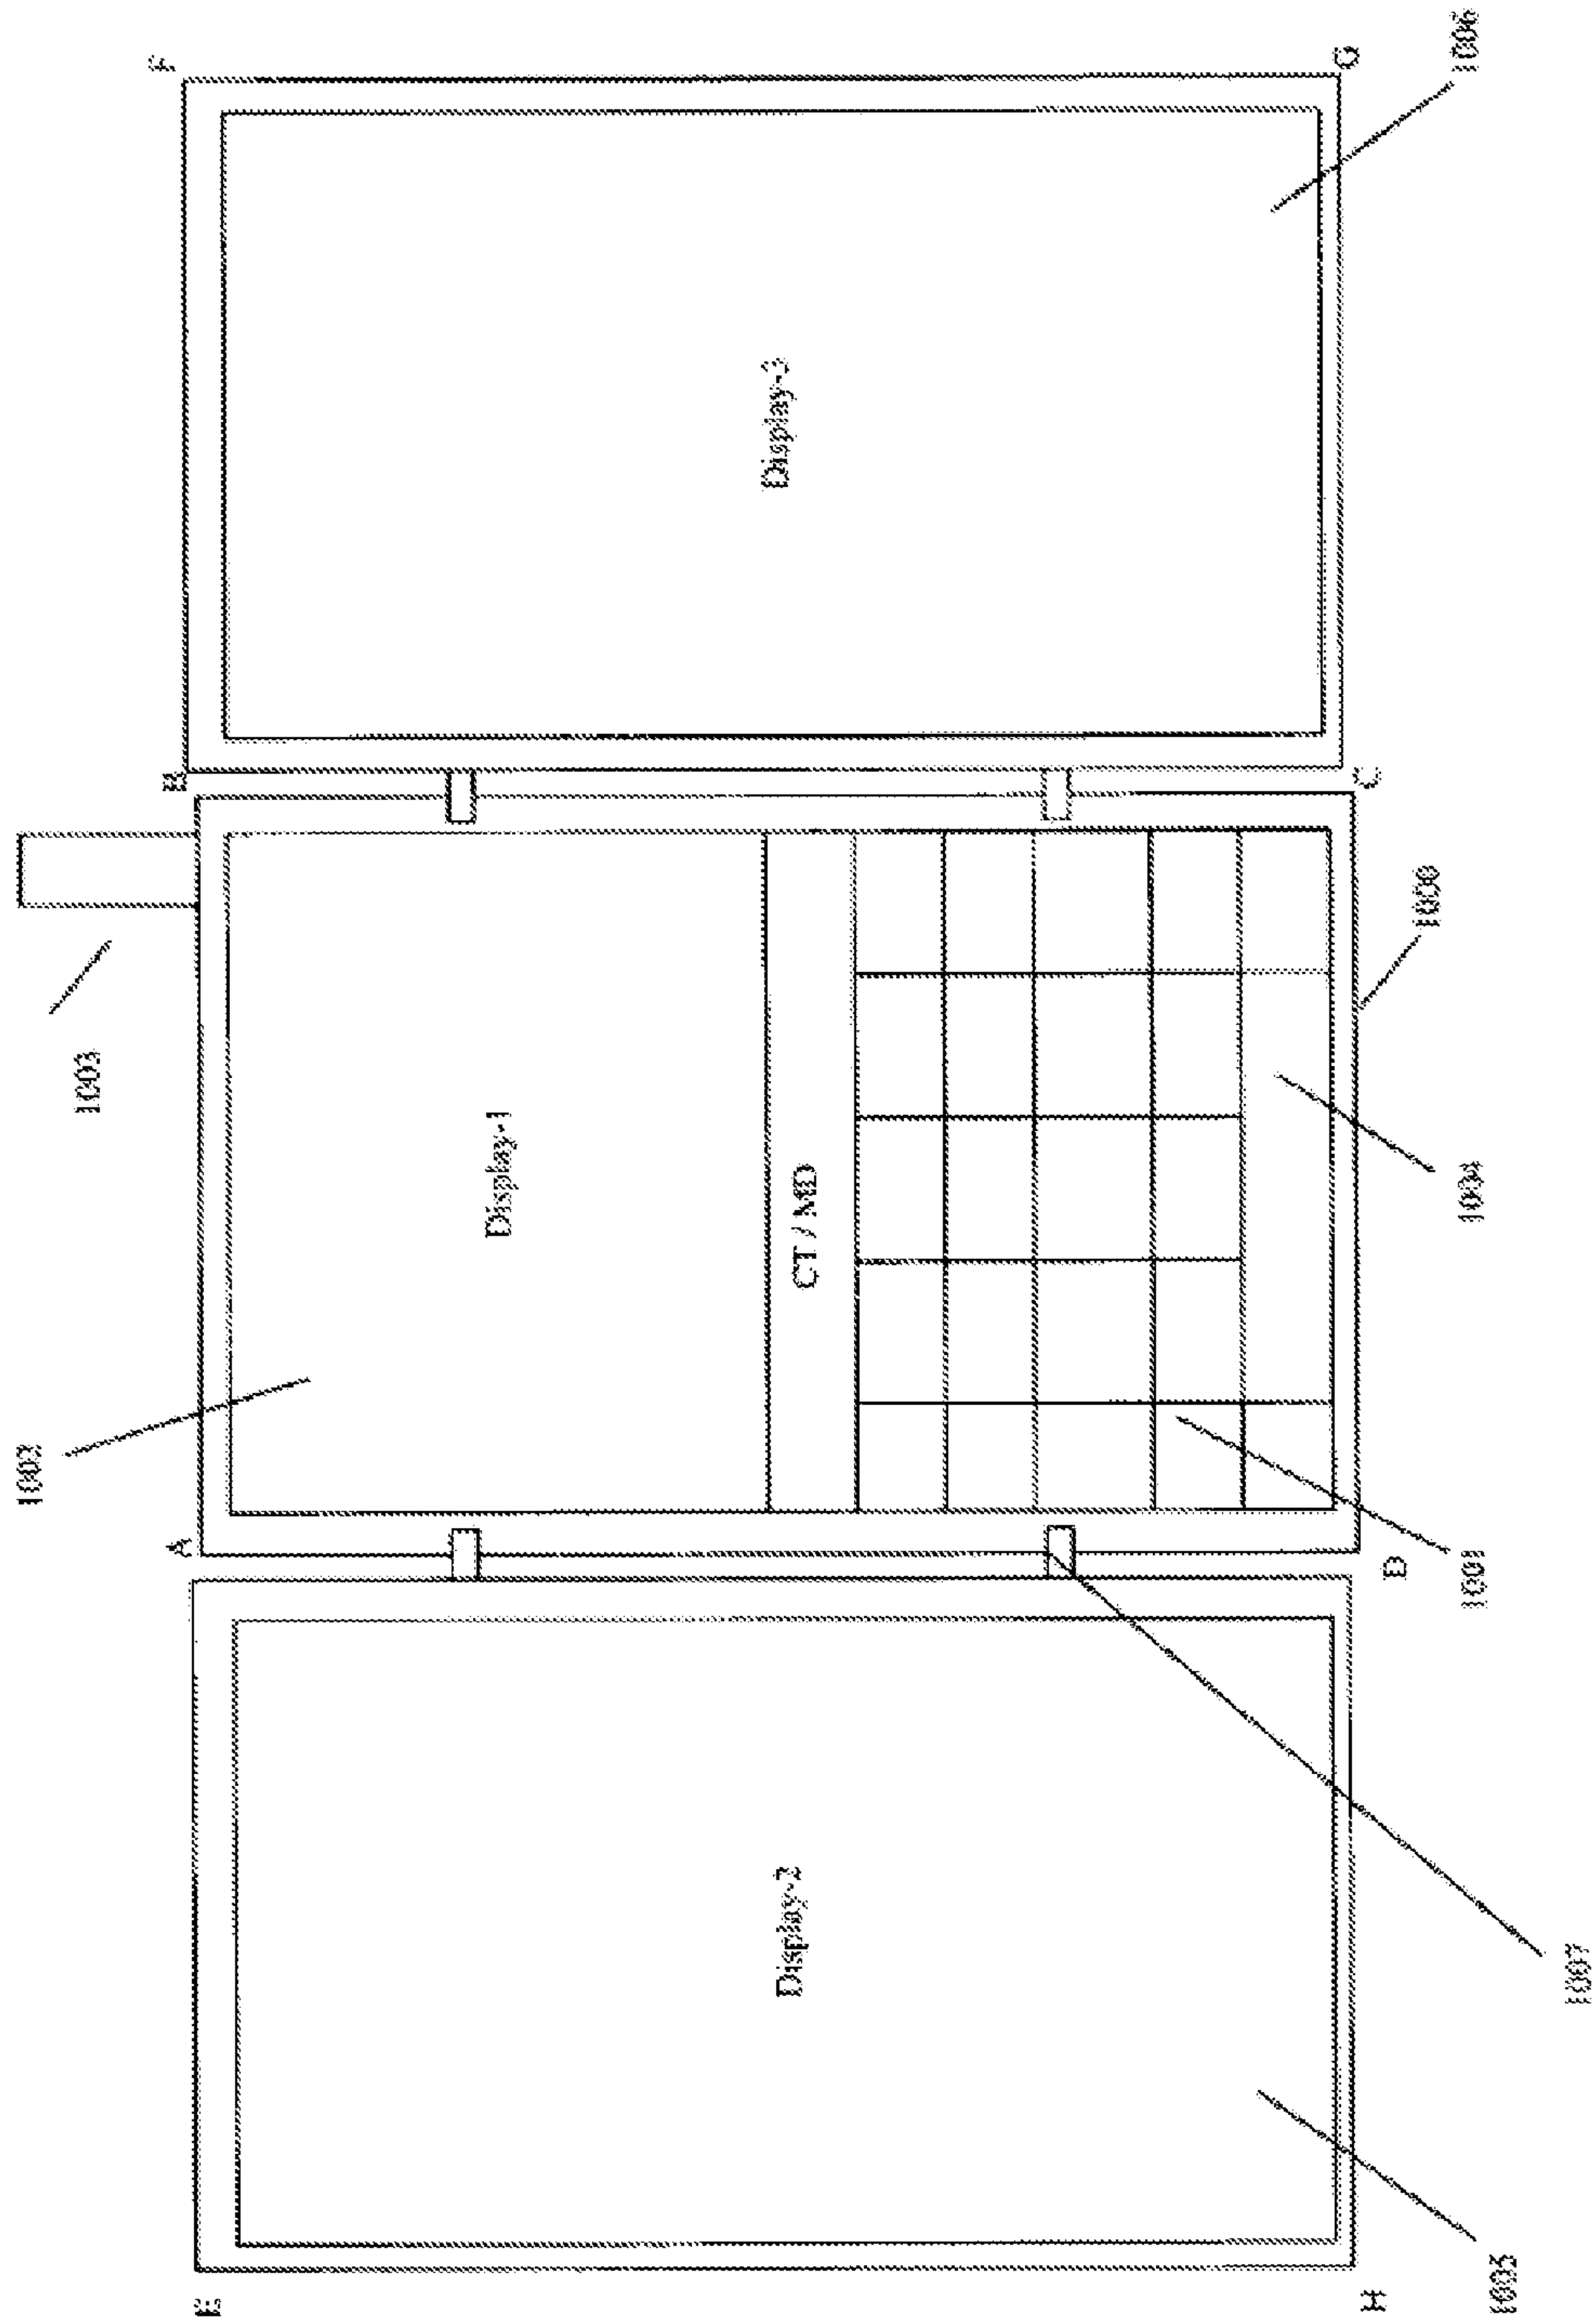 1002
1003
E
A
B
F
Display-1
Display-2
Display-3
CT / MD
H
D
C
G
1000
1005
1001
1004
1006
1007